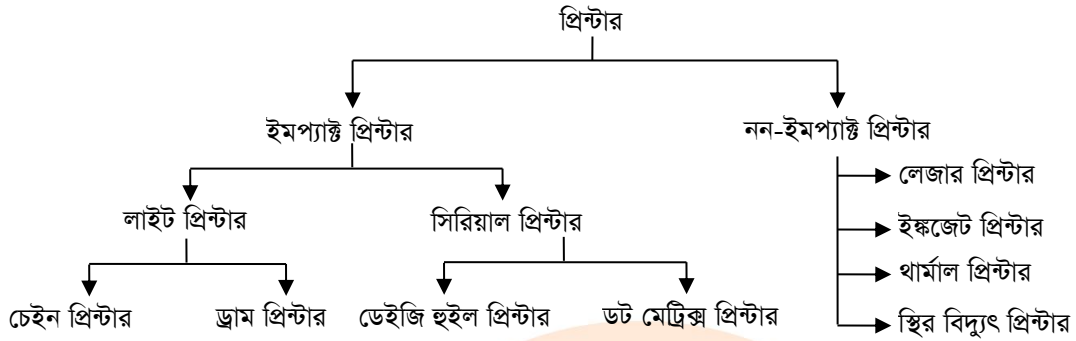 প্রিন্টার
ইমপ্যাক্ট প্রিন্টার
নন-ইমপ্যাক্ট প্রিন্টার
লাইট প্রিন্টার
সিরিয়াল প্রিন্টার
চেইন প্রিন্টার
ড্রাম প্রিন্টার
ডেইজি হুইল প্রিন্টার
ডট মেট্রিক্স প্রিন্টার
লেজার প্রিন্টার
ইঙ্কজেট প্রিন্টার
থার্মাল প্রিন্টার
স্থির বিদ্যুৎ প্রিন্টার